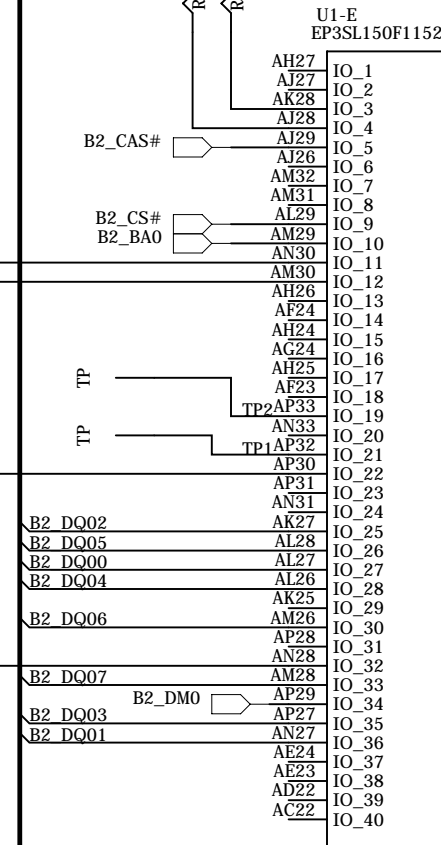 R
R
U1-E
EP3SL150F1152
AH27 IO_1
AJ27 IO_2
AK28 IO_3
AJ28 IO_4
B2_CAS# AJ29 IO_5
AJ26 IO_6
AM32 IO_7
AM31 IO_8
B2_CS# AL29 IO_9
B2_BA0 AM29 IO_10
AN30 IO_11
AM30 IO_12
AH26 IO_13
AF24 IO_14
AH24 IO_15
AG24 IO_16
AH25 IO_17
AF23 IO_18
TP TP2 AP33 IO_19
AN33 IO_20
TP TP1 AP32 IO_21
AP30 IO_22
AP31 IO_23
AN31 IO_24
B2_DQ02 AK27 IO_25
B2_DQ05 AL28 IO_26
B2_DQ00 AL27 IO_27
B2_DQ04 AL26 IO_28
AK25 IO_29
B2_DQ06 AM26 IO_30
AP28 IO_31
AN28 IO_32
B2_DQ07 AM28 IO_33
B2_DM0 AP29 IO_34
B2_DQ03 AP27 IO_35
B2_DQ01 AN27 IO_36
AE24 IO_37
AE23 IO_38
AD22 IO_39
AC22 IO_40